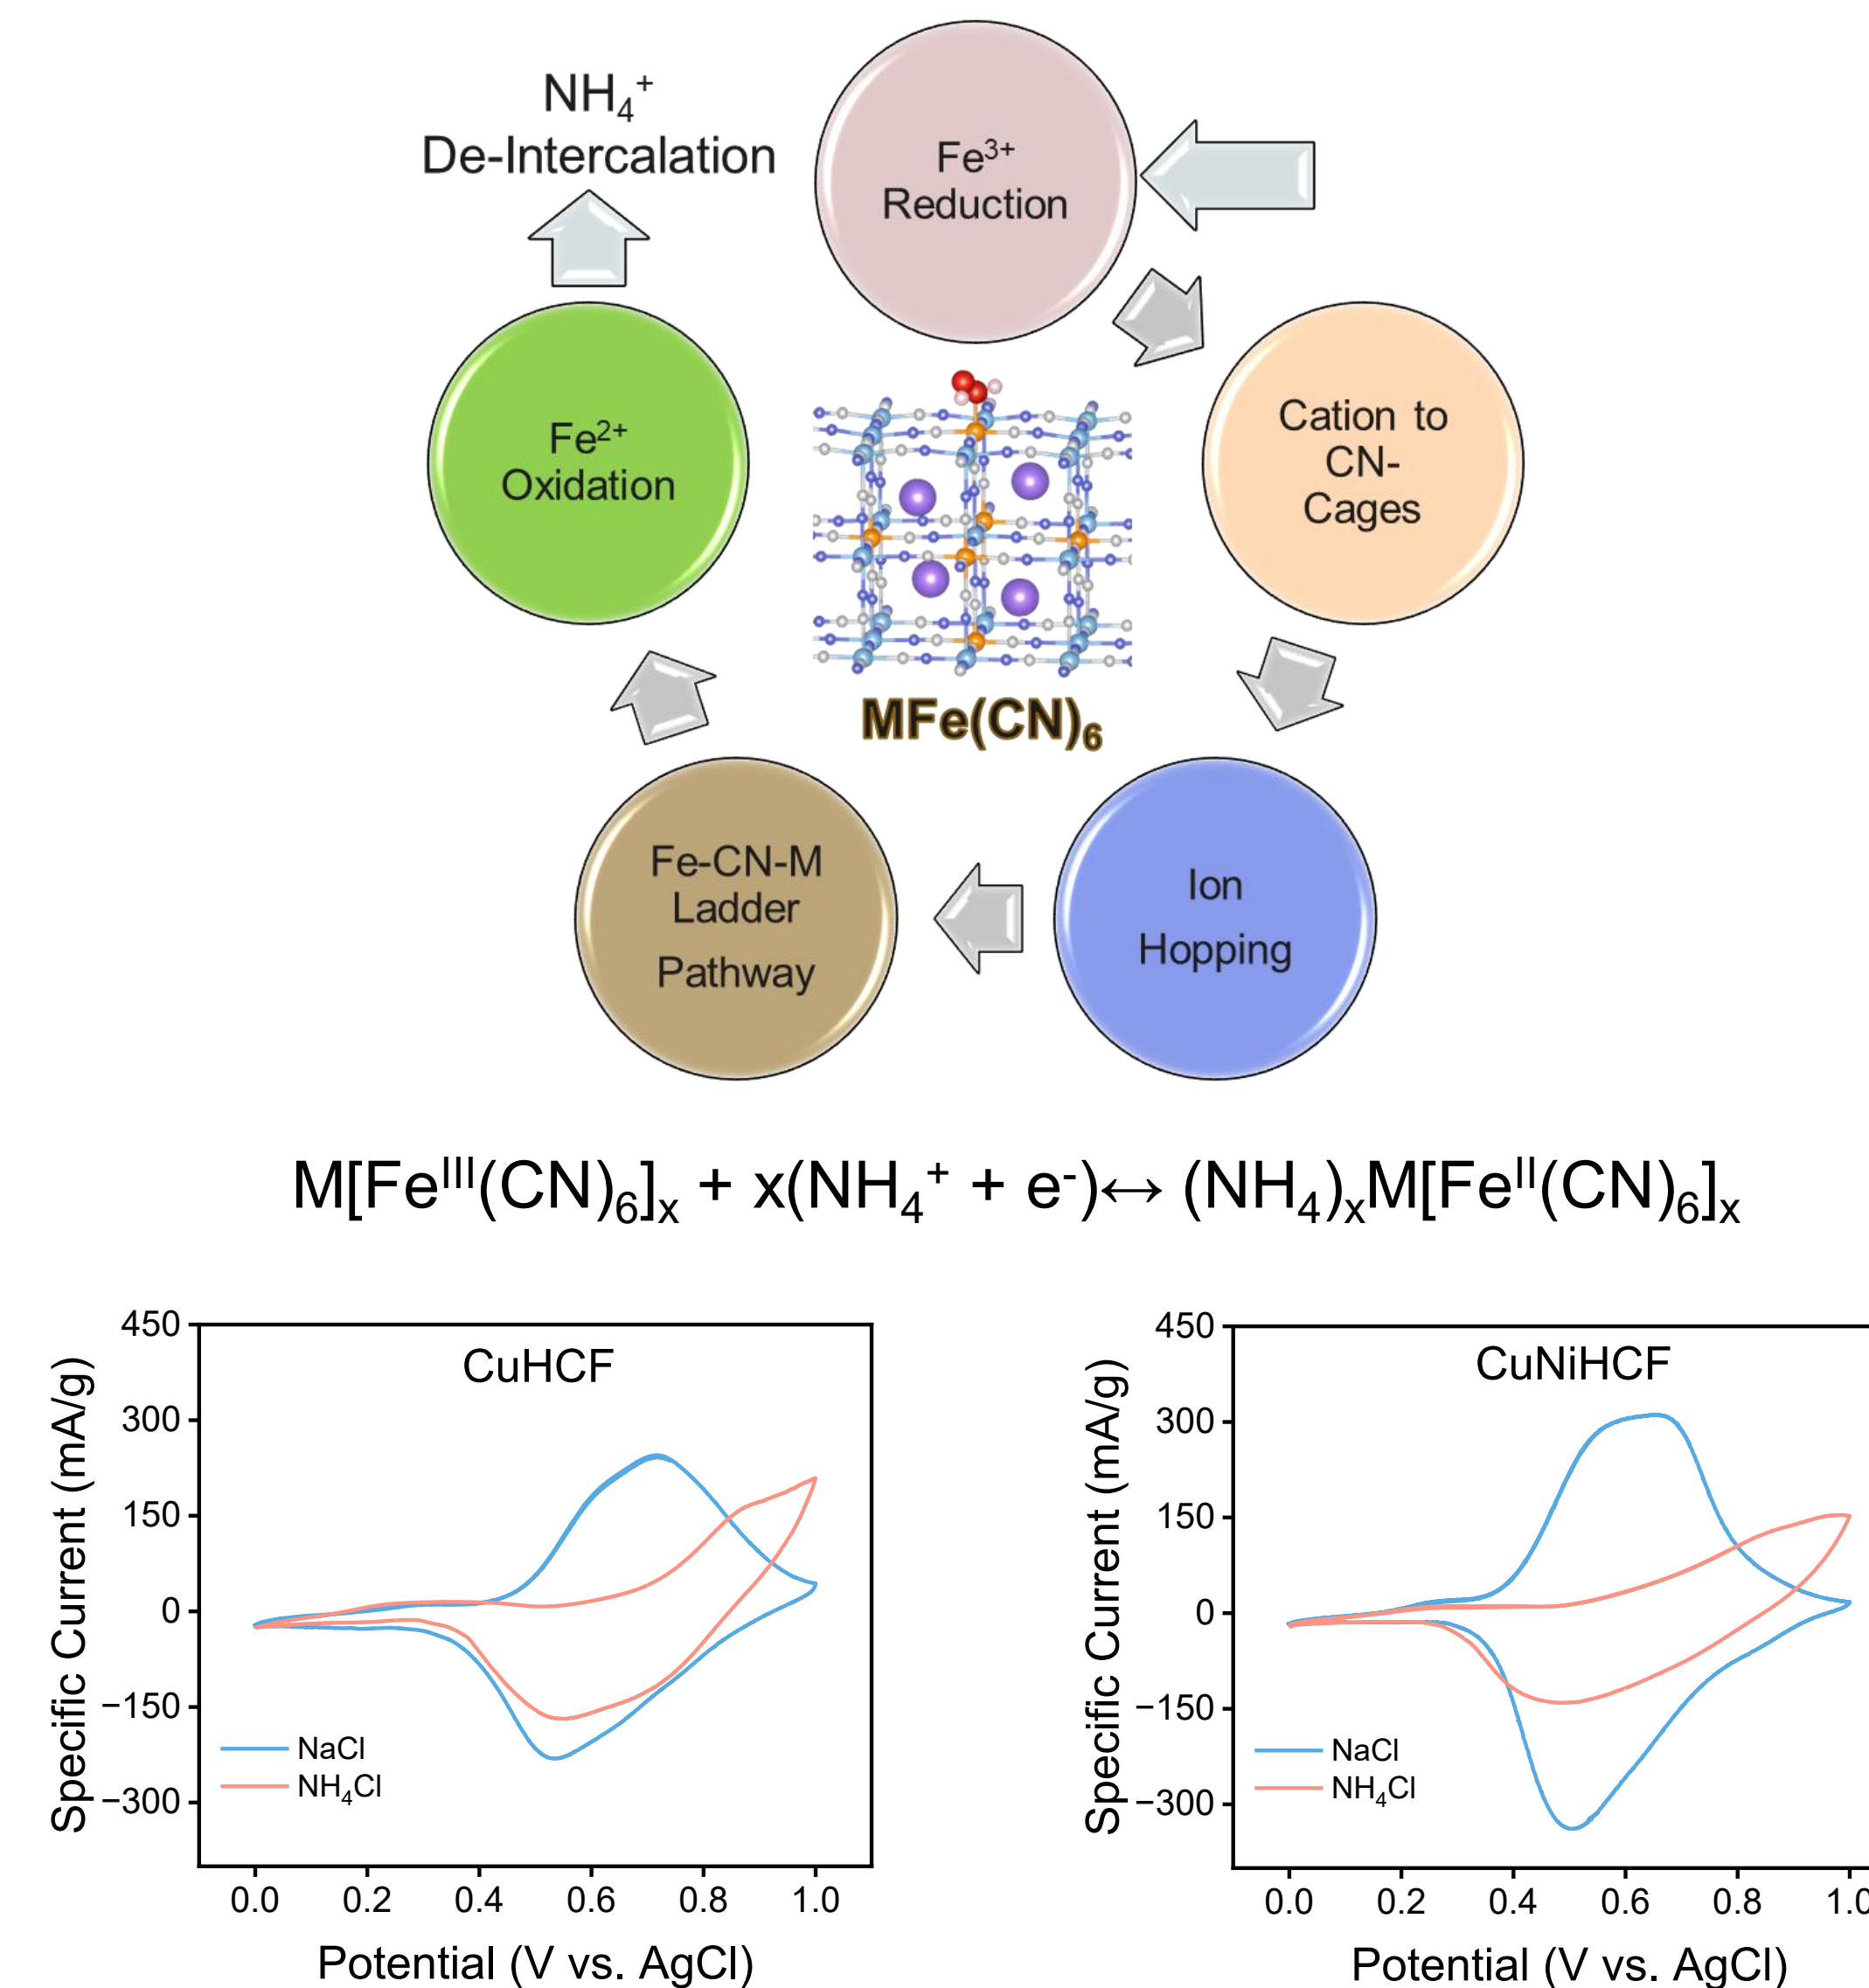 NH₄⁺
De-Intercalation
Fe³⁺
Reduction
Cation to
CN-
Cages
Ion
Hopping
Fe-CN-M
Ladder
Pathway
Fe²⁺
Oxidation
MFe(CN)₆
M[Feᴵᴵᴵ(CN)₆]ₓ + x(NH₄⁺ + e⁻)↔ (NH₄)ₓM[Feᴵᴵ(CN)₆]ₓ
CuHCF
Specific Current (mA/g)
450
300
150
0
−150
−300
NaCl
NH₄Cl
0.0 0.2 0.4 0.6 0.8 1.0
Potential (V vs. AgCl)
CuNiHCF
Specific Current (mA/g)
450
300
150
0
−150
−300
NaCl
NH₄Cl
0.0 0.2 0.4 0.6 0.8 1.0
Potential (V vs. AgCl)